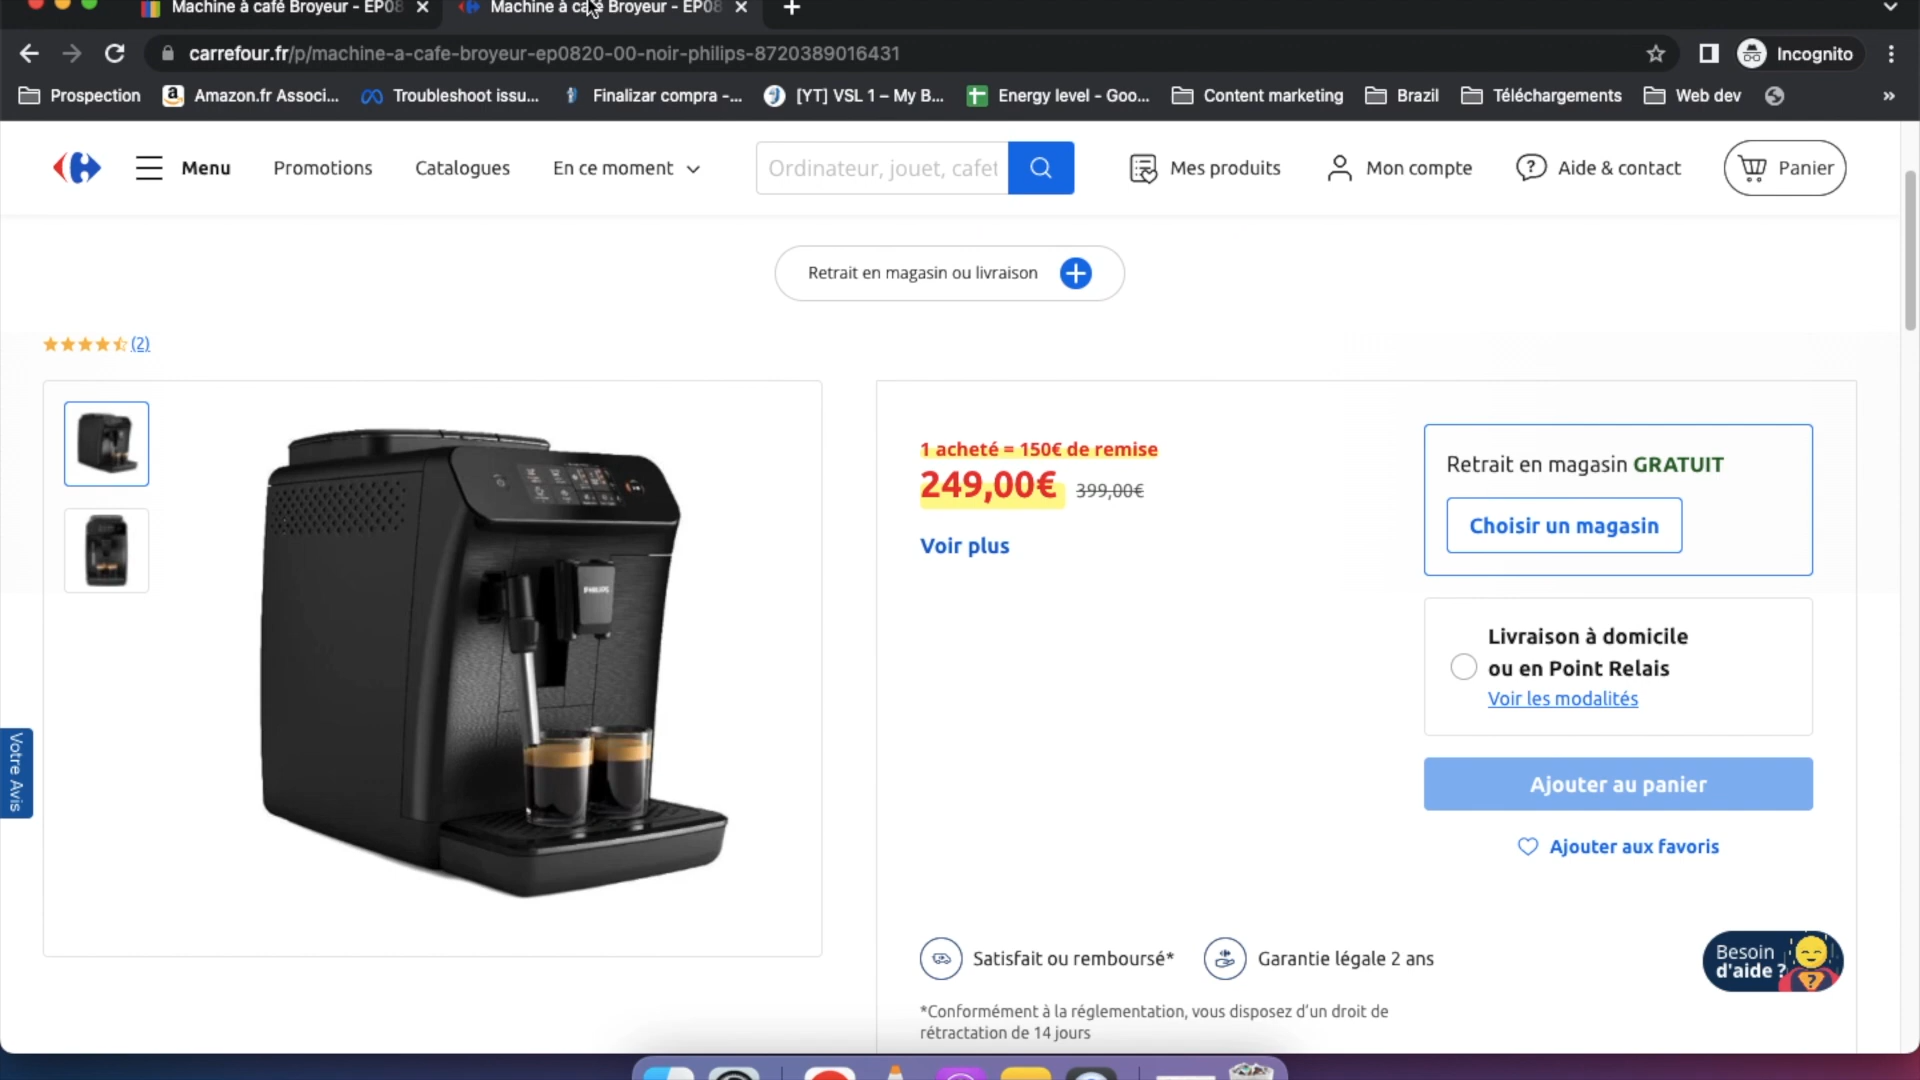 Machine à café Broyeur - EP08
Machine à café Broyeur - EP08
carrefour.fr/p/machine-a-cafe-broyeur-ep0820-00-noir-philips-8720389016431
Incognito
Prospection
Amazon.fr Associ...
Troubleshoot issu...
Finalizar compra -...
[YT] VSL 1 – My B...
Energy level - Goo...
Content marketing
Brazil
Téléchargements
Web dev
»
Menu
Promotions
Catalogues
En ce moment
Ordinateur, jouet, cafet
Mes produits
Mon compte
Aide & contact
Panier
Retrait en magasin ou livraison
(2)
1 acheté = 150€ de remise
249,00€ 399,00€
Voir plus
Retrait en magasin GRATUIT
Choisir un magasin
Livraison à domicile
ou en Point Relais
Voir les modalités
Ajouter au panier
Ajouter aux favoris
PHILIPS
Votre Avis
Satisfait ou remboursé*
Garantie légale 2 ans
Besoin
d'aide ?
*Conformément à la réglementation, vous disposez d'un droit de
rétractation de 14 jours